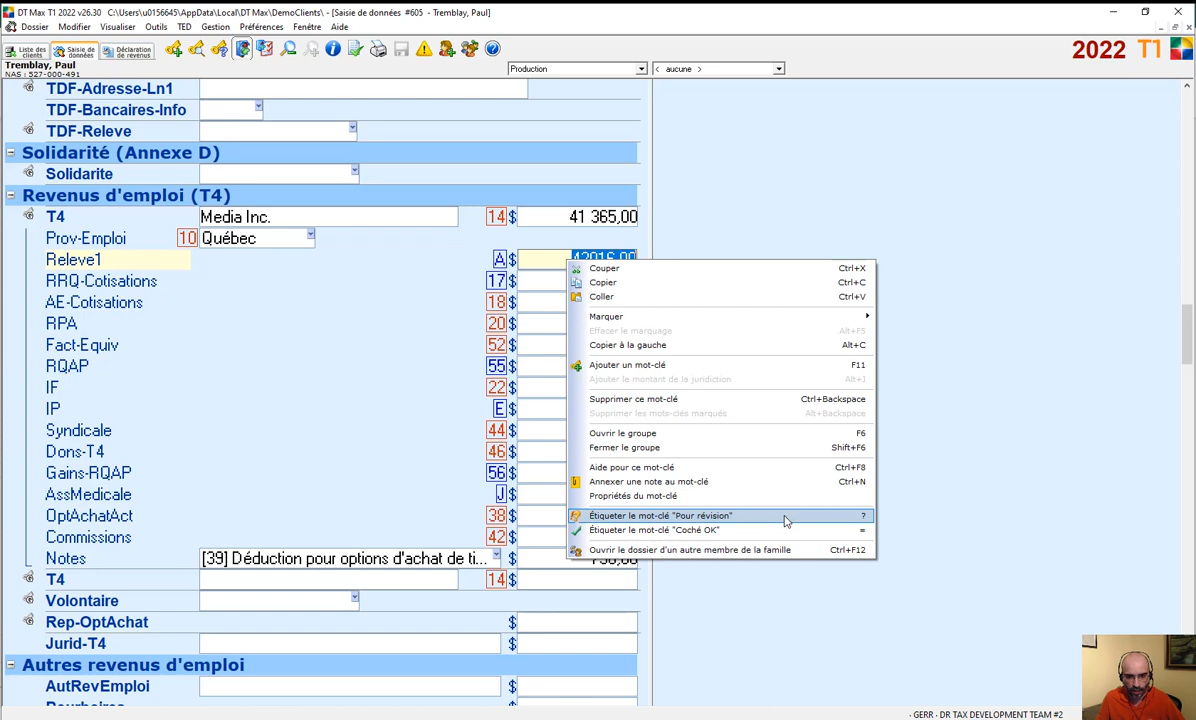 DT Max T1 2022 v26.30 C:\Users\u0156645\AppData\Local\DT Max\DemoClients\ - [Saisie de données #605 - Tremblay, Paul]
Dossier Modifier Visualiser Outils TED Gestion Préférences Fenêtre Aide
Liste des clients Saisie de données Déclaration de revenus
2022 T1
Tremblay, Paul
NAS : 527-000-491
Production < aucune >
TDF-Adresse-Ln1
TDF-Bancaires-Info
TDF-Releve
Solidarité (Annexe D)
Solidarite
Revenus d'emploi (T4)
T4 Media Inc. 14 $ 41 365,00
Prov-Emploi 10 Québec
Releve1 A $ 42016,00
RRQ-Cotisations 17 $
AE-Cotisations 18 $
RPA 20 $
Fact-Equiv 52 $
RQAP 55 $
IF 22 $
IP E $
Syndicale 44 $
Dons-T4 46 $
Gains-RQAP 56 $
AssMedicale J $
OptAchatAct 38 $
Commissions 42 $
Notes [39] Déduction pour options d'achat de ti... $
T4 14 $
Volontaire
Rep-OptAchat $
Jurid-T4 $
Autres revenus d'emploi
AutRevEmploi $
Couper Ctrl+X
Copier Ctrl+C
Coller Ctrl+V
Marquer
Effacer le marquage Alt+F5
Copier à la gauche Alt+C
Ajouter un mot-clé F11
Ajouter le montant de la juridiction Alt+J
Supprimer ce mot-clé Ctrl+Backspace
Supprimer les mots-clés marqués Alt+Backspace
Ouvrir le groupe F6
Fermer le groupe Shift+F6
Aide pour ce mot-clé Ctrl+F8
Annexer une note au mot-clé Ctrl+N
Propriétés du mot-clé
Étiqueter le mot-clé "Pour révision" ?
Étiqueter le mot-clé "Coché OK" =
Ouvrir le dossier d'un autre membre de la famille Ctrl+F12
- GERR - DR TAX DEVELOPMENT TEAM #2